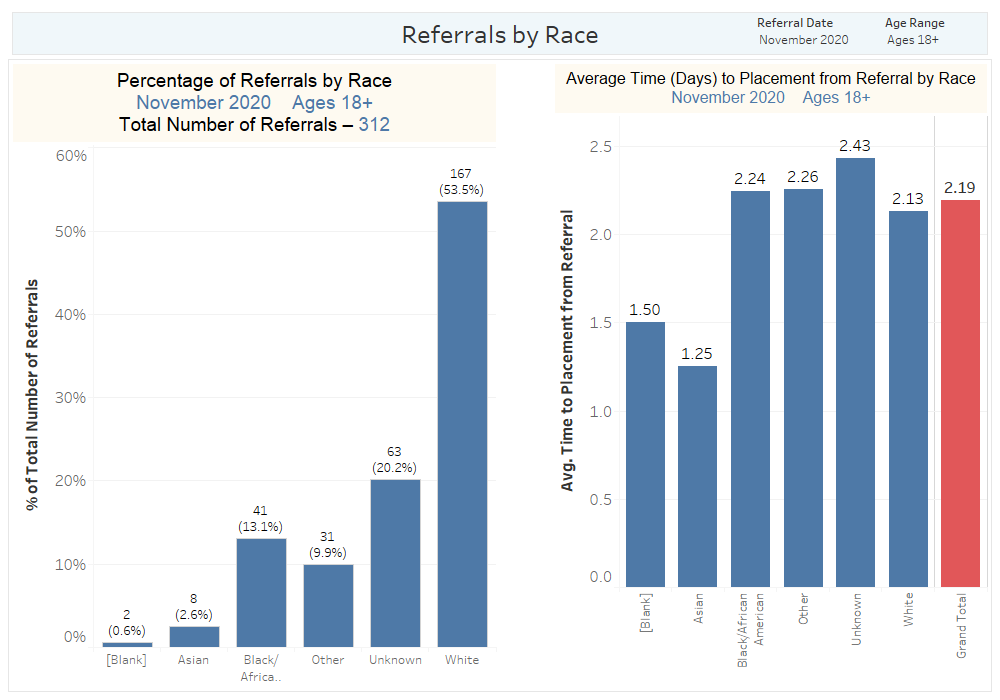 Referrals by Race
Referral Date
November 2020
Age Range
Ages 18+
Percentage of Referrals by Race
November 2020 Ages 18+
Total Number of Referrals – 312
% of Total Number of Referrals
60%
50%
40%
30%
20%
10%
0%
2
(0.6%)
8
(2.6%)
41
(13.1%)
31
(9.9%)
63
(20.2%)
167
(53.5%)
[Blank]
Asian
Black/
Africa..
Other
Unknown
White
Average Time (Days) to Placement from Referral by Race
November 2020 Ages 18+
Avg. Time to Placement from Referral
2.5
2.0
1.5
1.0
0.5
0.0
1.50
1.25
2.24
2.26
2.43
2.13
2.19
[Blank]
Asian
Black/African
American
Other
Unknown
White
Grand Total